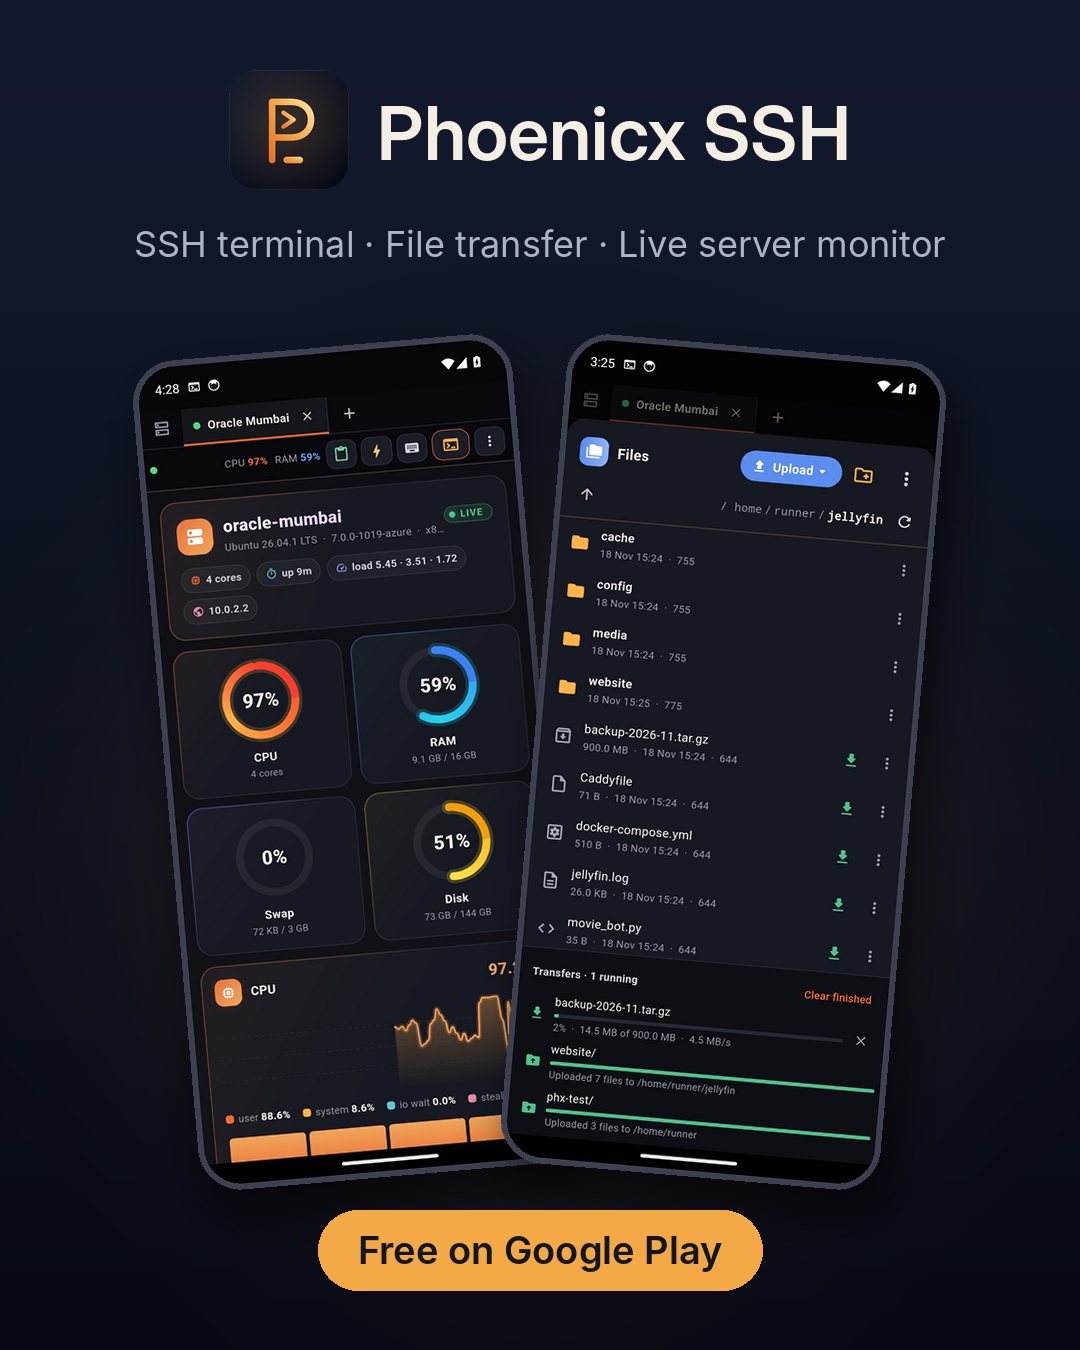 Phoenicx SSH
SSH terminal · File transfer · Live server monitor
4:28
Oracle Mumbai
CPU 97% RAM 59%
oracle-mumbai
LIVE
Ubuntu 26.04.1 LTS · 7.0.0-1019-azure · x8...
4 cores
up 9m
load 5.45 · 3.51 · 1.72
10.0.2.2
97%
CPU
4 cores
59%
RAM
9.1 GB / 16 GB
0%
Swap
72 KB / 3 GB
51%
Disk
73 GB / 144 GB
CPU
97.
user 88.6%
system 8.6%
io wait 0.0%
steal
3:25
Oracle Mumbai
Files
Upload
/ home / runner / jellyfin
cache
18 Nov 15:24 · 755
config
18 Nov 15:24 · 755
media
18 Nov 15:24 · 755
website
18 Nov 15:25 · 775
backup-2026-11.tar.gz
900.0 MB · 18 Nov 15:24 · 644
Caddyfile
71 B · 18 Nov 15:24 · 644
docker-compose.yml
510 B · 18 Nov 15:24 · 644
jellyfin.log
26.0 KB · 18 Nov 15:24 · 644
movie_bot.py
35 B · 18 Nov 15:24 · 644
Transfers · 1 running
Clear finished
backup-2026-11.tar.gz
2% · 14.5 MB of 900.0 MB · 4.5 MB/s
website/
Uploaded 7 files to /home/runner/jellyfin
phx-test/
Uploaded 3 files to /home/runner
Free on Google Play